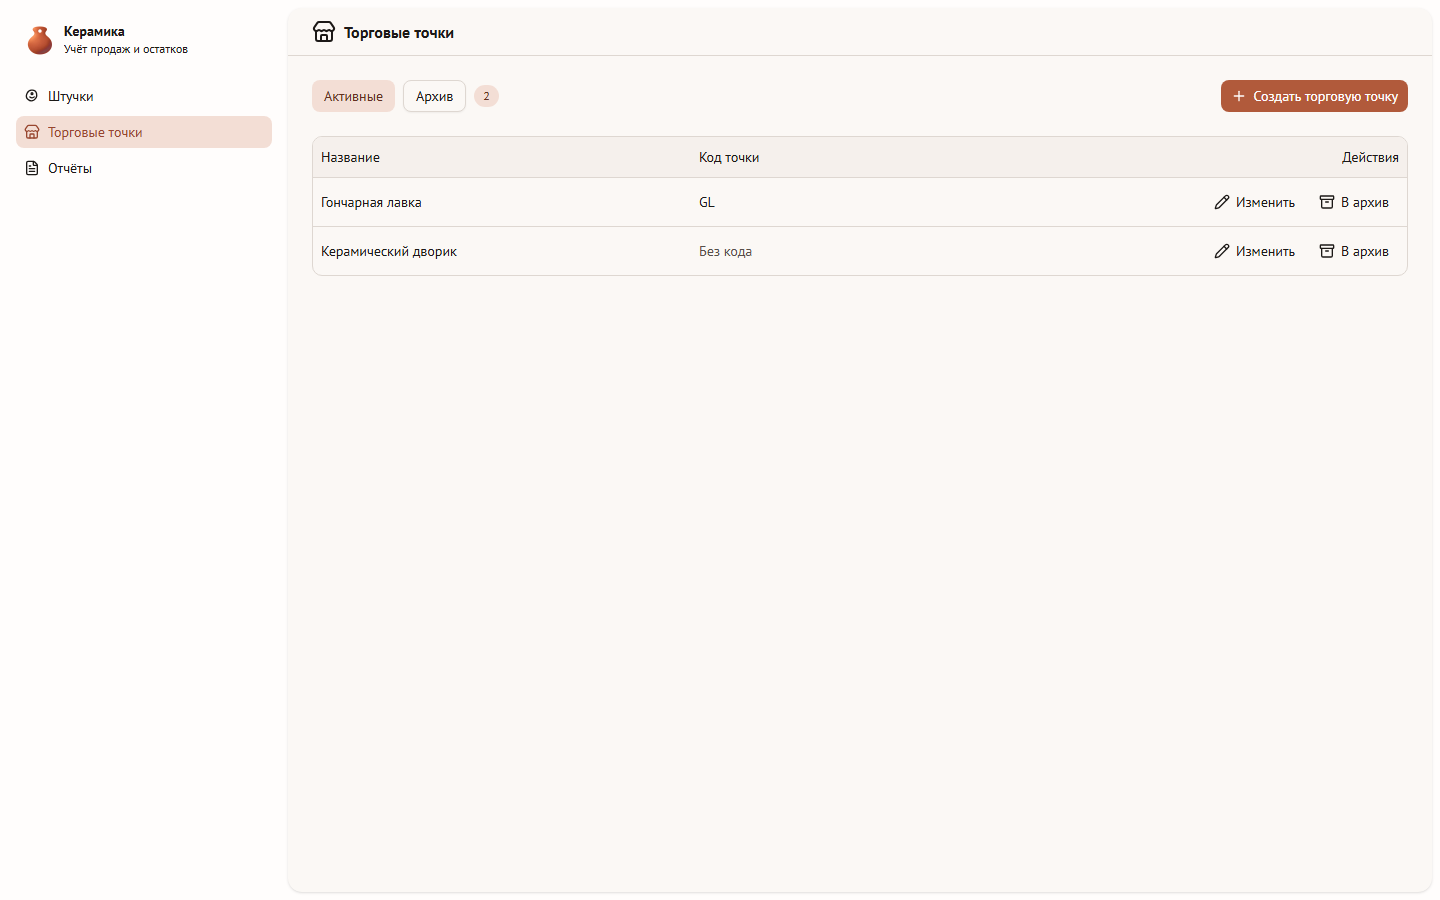 Керамика
Учёт продаж и остатков
Штучки
Торговые точки
Отчёты
Торговые точки
Активные Архив 2 + Создать торговую точку
Название Код точки Действия
Гончарная лавка GL Изменить В архив
Керамический дворик Без кода Изменить В архив